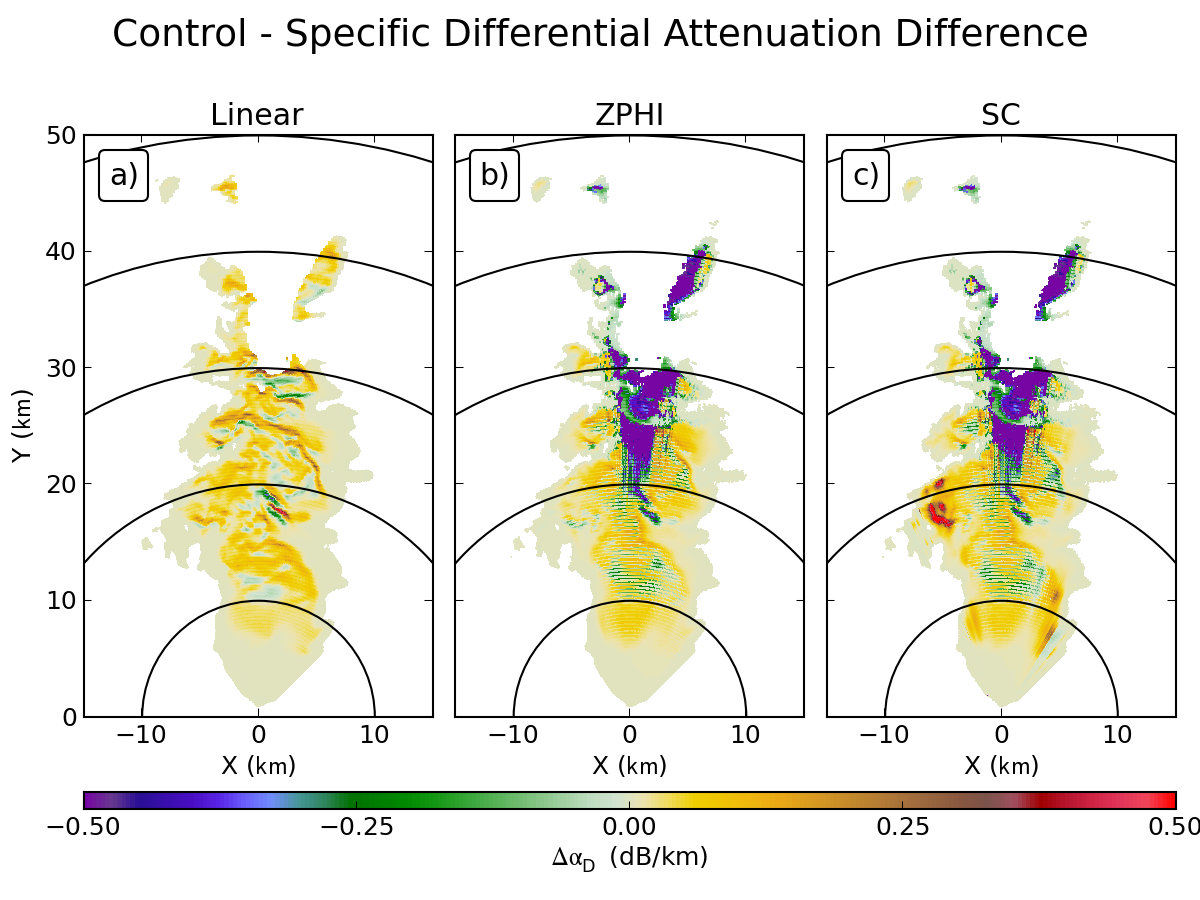 Control - Specific Differential Attenuation Difference
Linear ZPHI SC
a) b) c)
50
40
30
20
10
0
Y (km)
−10 0 10 −10 0 10 −10 0 10
X (km) X (km) X (km)
−0.50 −0.25 0.00 0.25 0.50
Δα_D (dB/km)